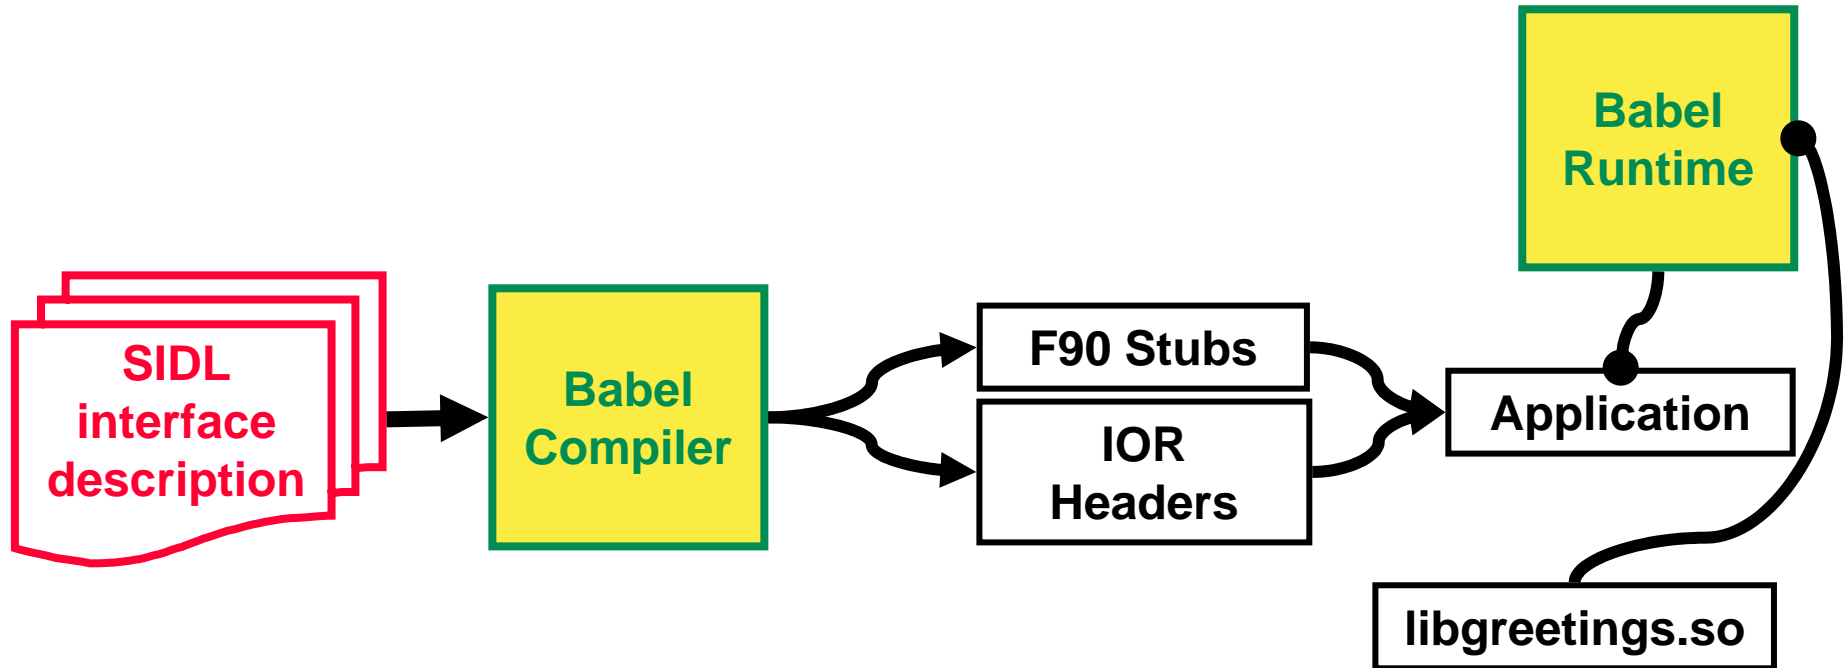 Babel
Runtime
SIDL
interface
description
Babel
Compiler
F90 Stubs
IOR
Headers
Application
libgreetings.so